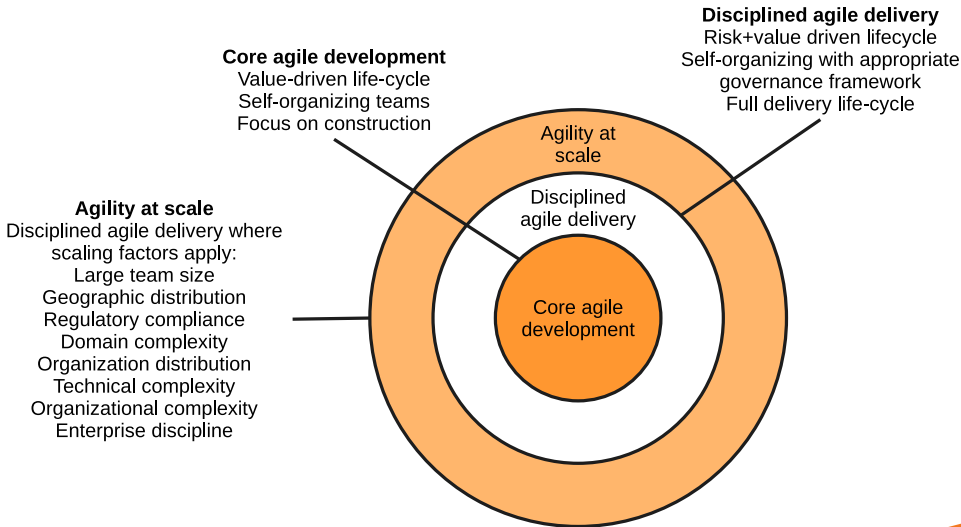 Disciplined agile delivery
Risk+value driven lifecycle
Self-organizing with appropriate
governance framework
Full delivery life-cycle
Core agile development
Value-driven life-cycle
Self-organizing teams
Focus on construction
Agility at scale
Disciplined agile delivery where
scaling factors apply:
Large team size
Geographic distribution
Regulatory compliance
Domain complexity
Organization distribution
Technical complexity
Organizational complexity
Enterprise discipline
Agility at
scale
Disciplined
agile delivery
Core agile
development